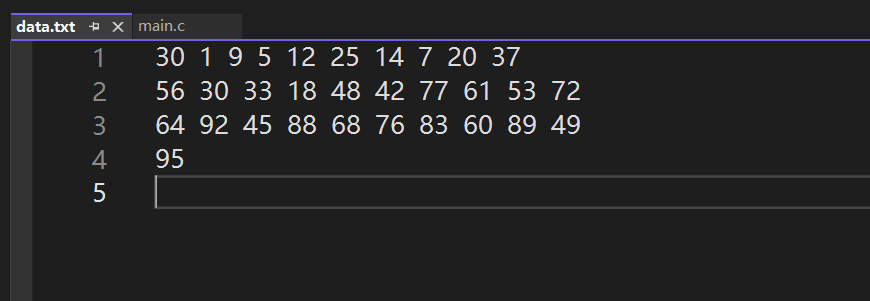 data.txt main.c
1 30 1 9 5 12 25 14 7 20 37
2 56 30 33 18 48 42 77 61 53 72
3 64 92 45 88 68 76 83 60 89 49
4 95
5